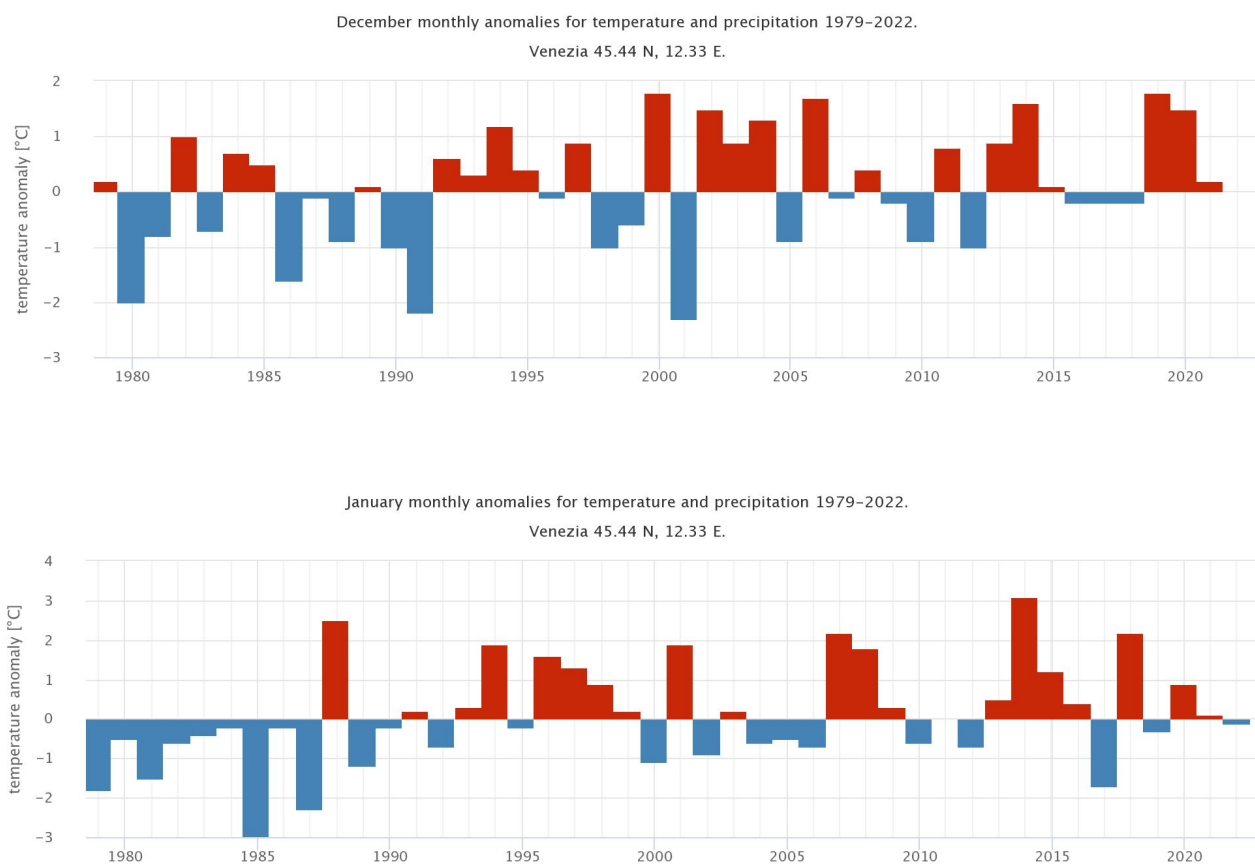 December monthly anomalies for temperature and precipitation 1979–2022.
Venezia 45.44 N, 12.33 E.
temperature anomaly [°C]
2
1
0
−1
−2
−3
1980 1985 1990 1995 2000 2005 2010 2015 2020
January monthly anomalies for temperature and precipitation 1979–2022.
Venezia 45.44 N, 12.33 E.
temperature anomaly [°C]
4
3
2
1
0
−1
−2
−3
1980 1985 1990 1995 2000 2005 2010 2015 2020